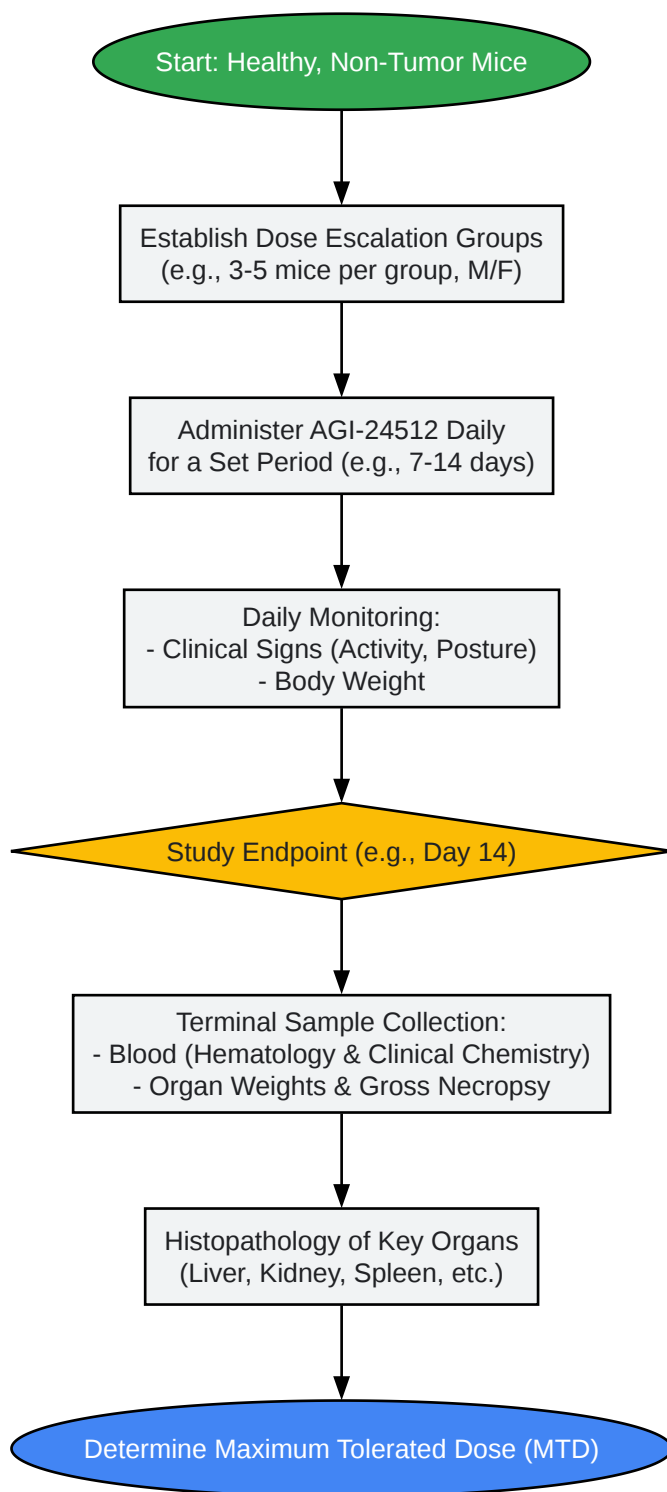 Start: Healthy, Non-Tumor Mice
Establish Dose Escalation Groups
(e.g., 3-5 mice per group, M/F)
Administer AGI-24512 Daily
for a Set Period (e.g., 7-14 days)
Daily Monitoring:
- Clinical Signs (Activity, Posture)
- Body Weight
Study Endpoint (e.g., Day 14)
Terminal Sample Collection:
- Blood (Hematology & Clinical Chemistry)
- Organ Weights & Gross Necropsy
Histopathology of Key Organs
(Liver, Kidney, Spleen, etc.)
Determine Maximum Tolerated Dose (MTD)